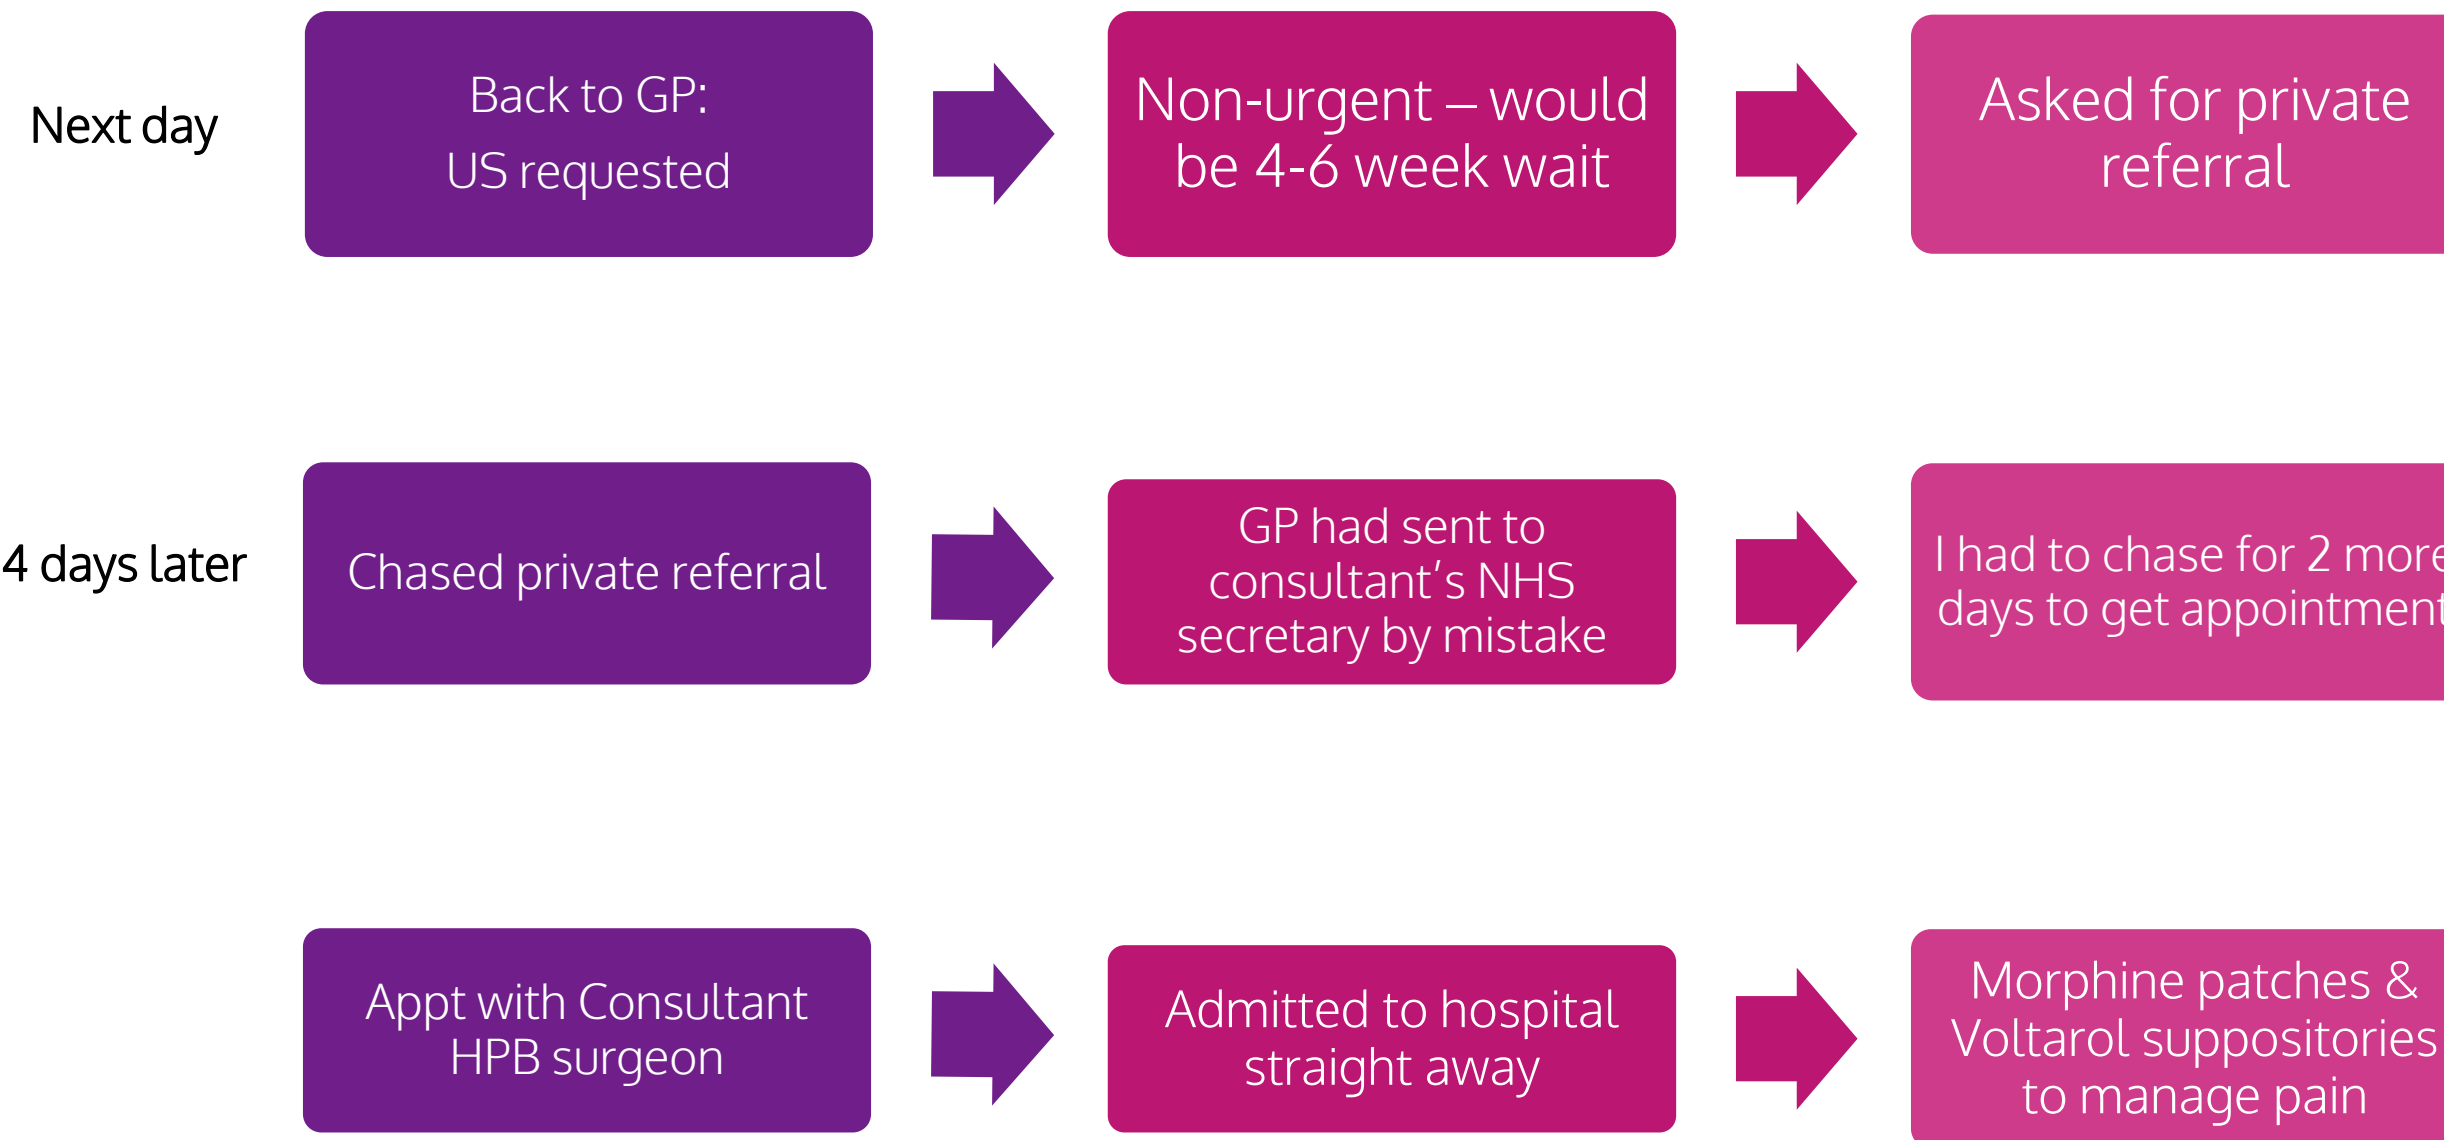 Next day
Back to GP:
US requested
Non-urgent – would
be 4-6 week wait
Asked for private
referral
4 days later
Chased private referral
GP had sent to
consultant’s NHS
secretary by mistake
I had to chase for 2 more
days to get appointment
Appt with Consultant
HPB surgeon
Admitted to hospital
straight away
Morphine patches &
Voltarol suppositories
to manage pain